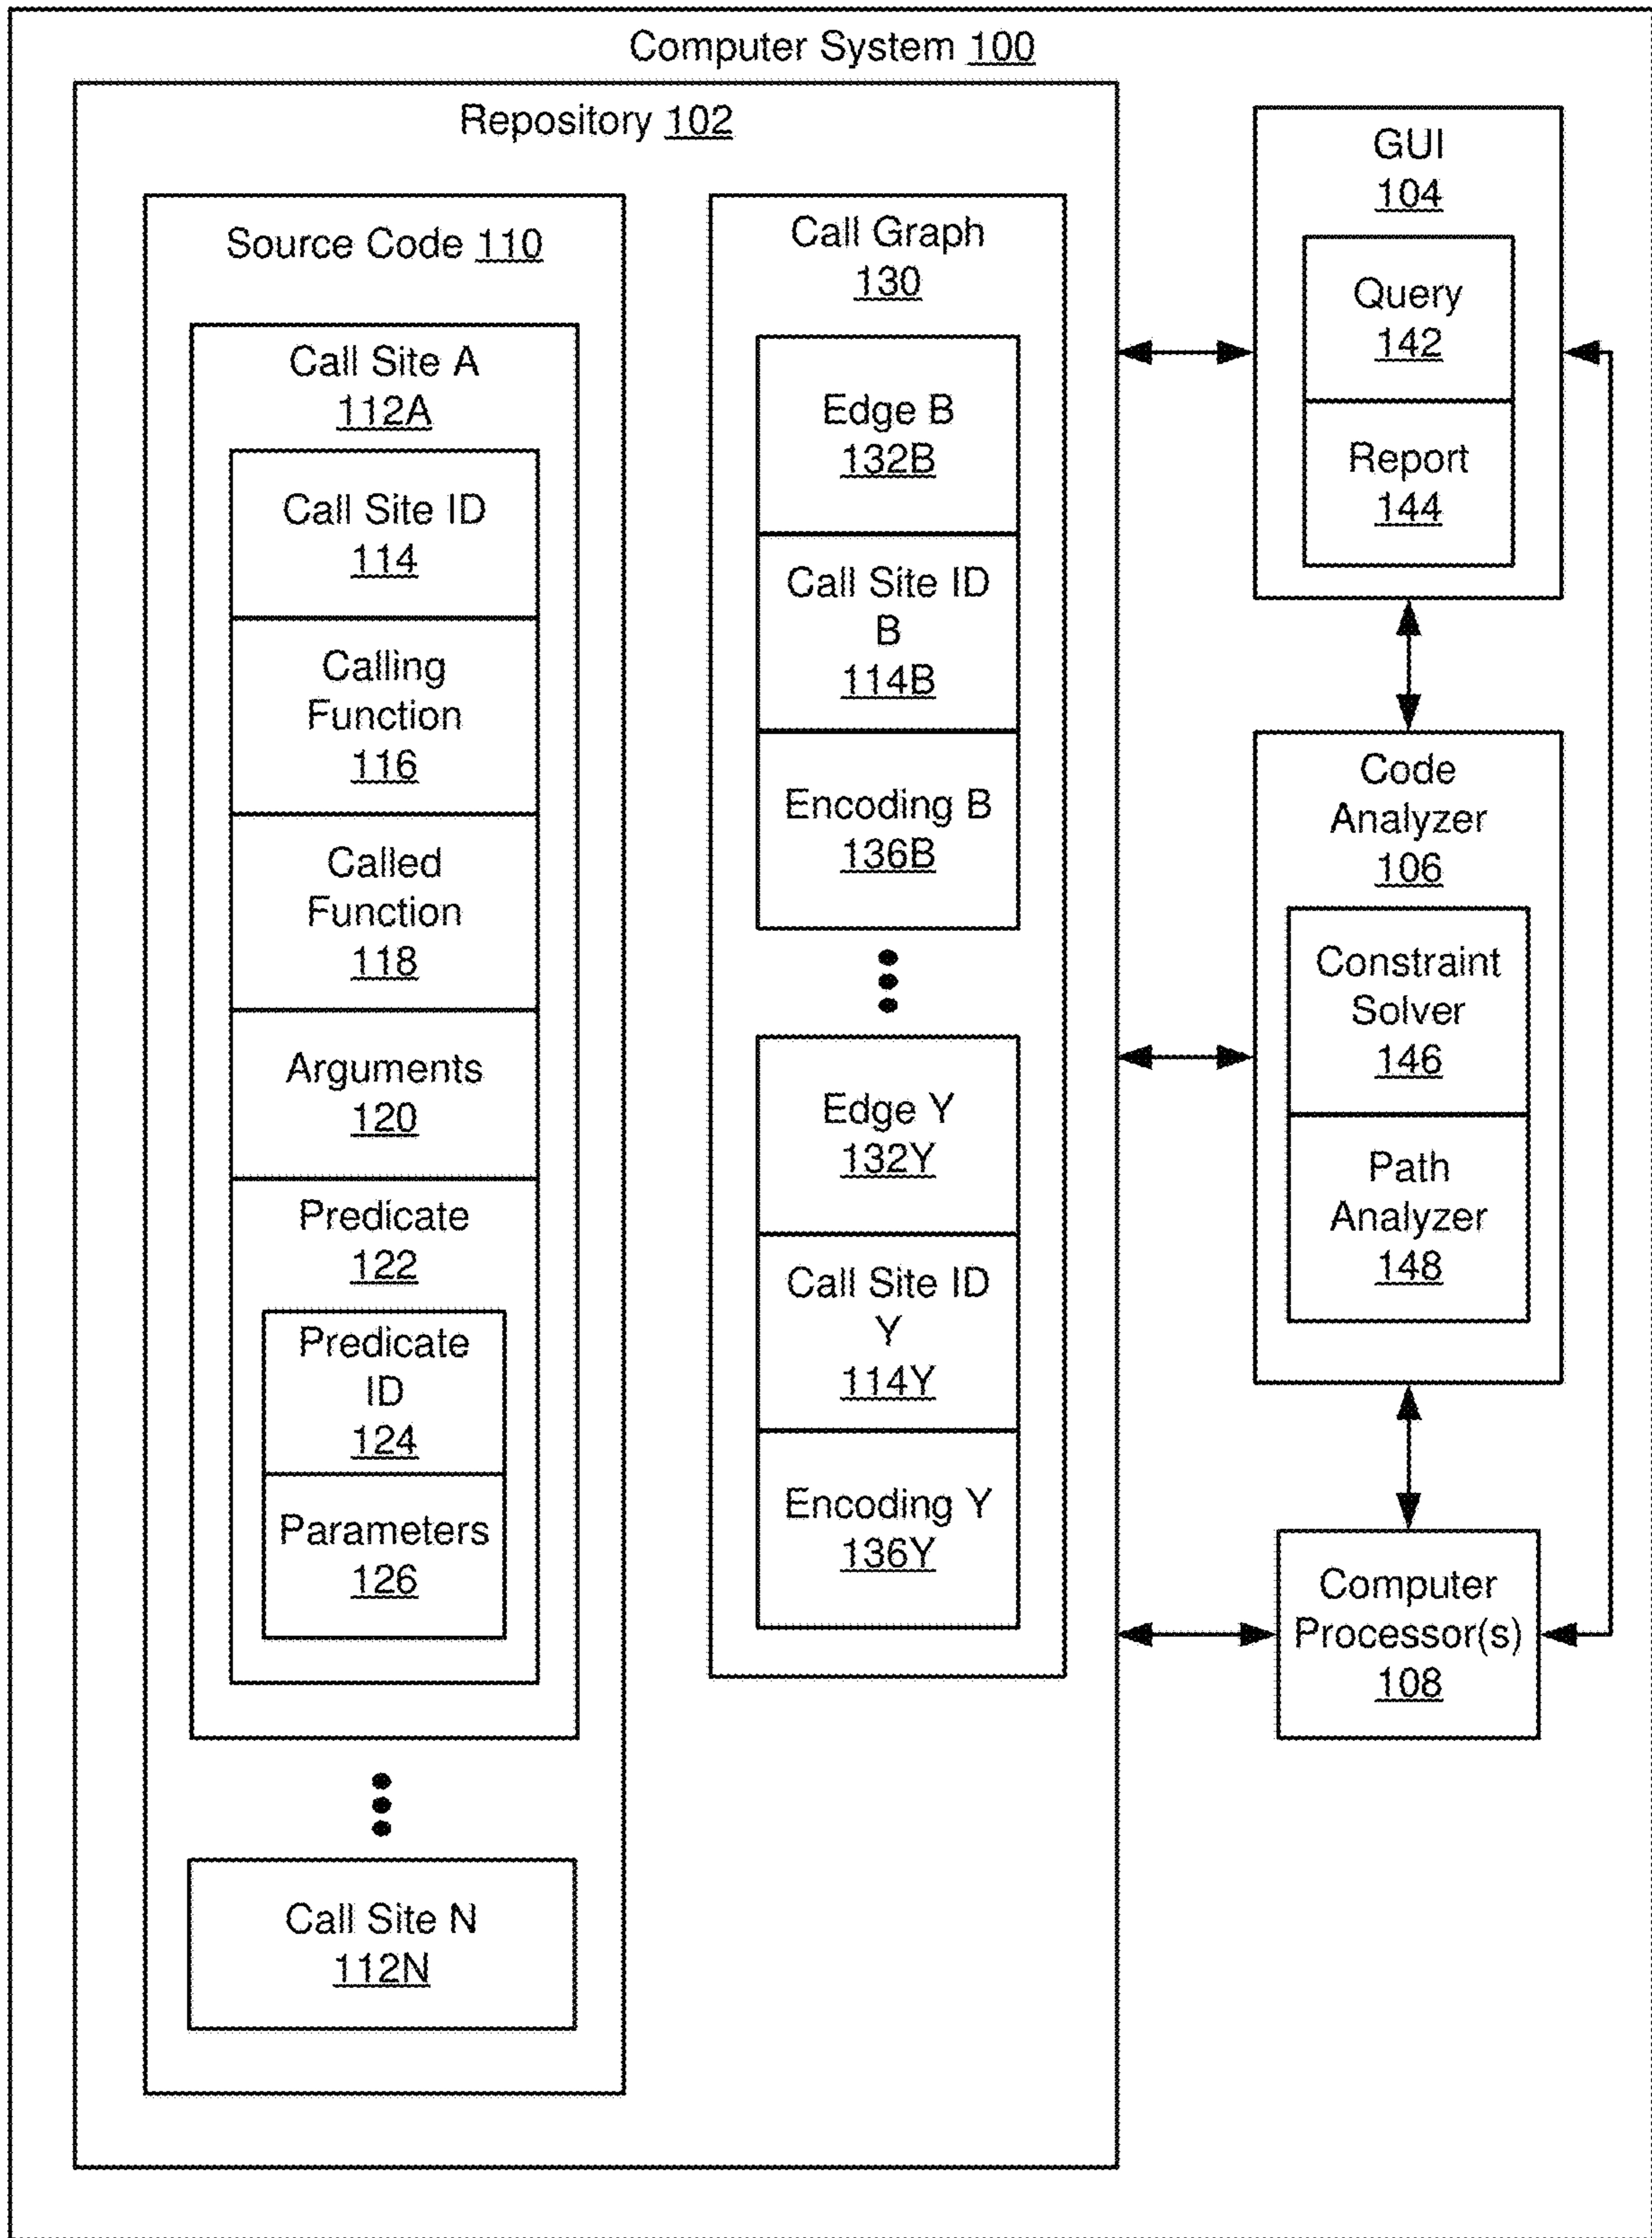 Computer System 100
Repository 102
Source Code 110
Call Site A
112A
Call Site ID
114
Calling
Function
116
Called
Function
118
Arguments
120
Predicate
122
Predicate
ID
124
Parameters
126
Call Site N
112N
Call Graph
130
Edge B
132B
Call Site ID
B
114B
Encoding B
136B
Edge Y
132Y
Call Site ID
Y
114Y
Encoding Y
136Y
GUI
104
Query
142
Report
144
Code
Analyzer
106
Constraint
Solver
146
Path
Analyzer
148
Computer
Processor(s)
108